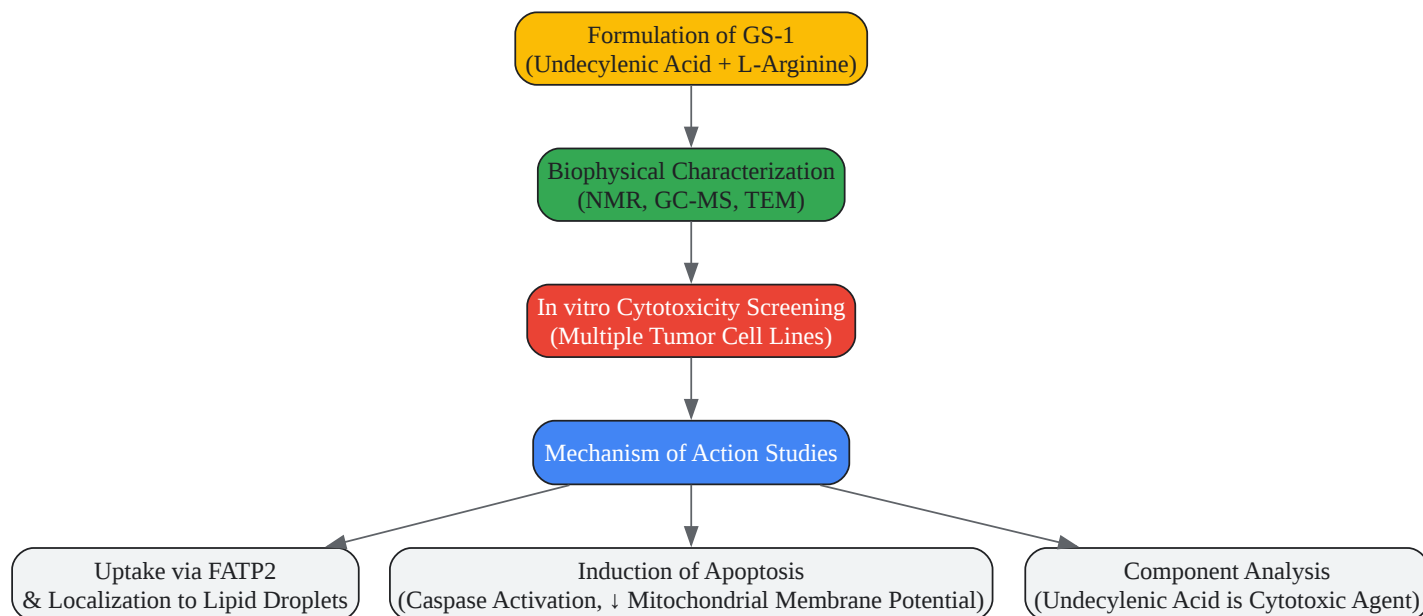 Formulation of GS-1
(Undecylenic Acid + L-Arginine)
Biophysical Characterization
(NMR, GC-MS, TEM)
In vitro Cytotoxicity Screening
(Multiple Tumor Cell Lines)
Mechanism of Action Studies
Uptake via FATP2
& Localization to Lipid Droplets
Induction of Apoptosis
(Caspase Activation, ↓ Mitochondrial Membrane Potential)
Component Analysis
(Undecylenic Acid is Cytotoxic Agent)